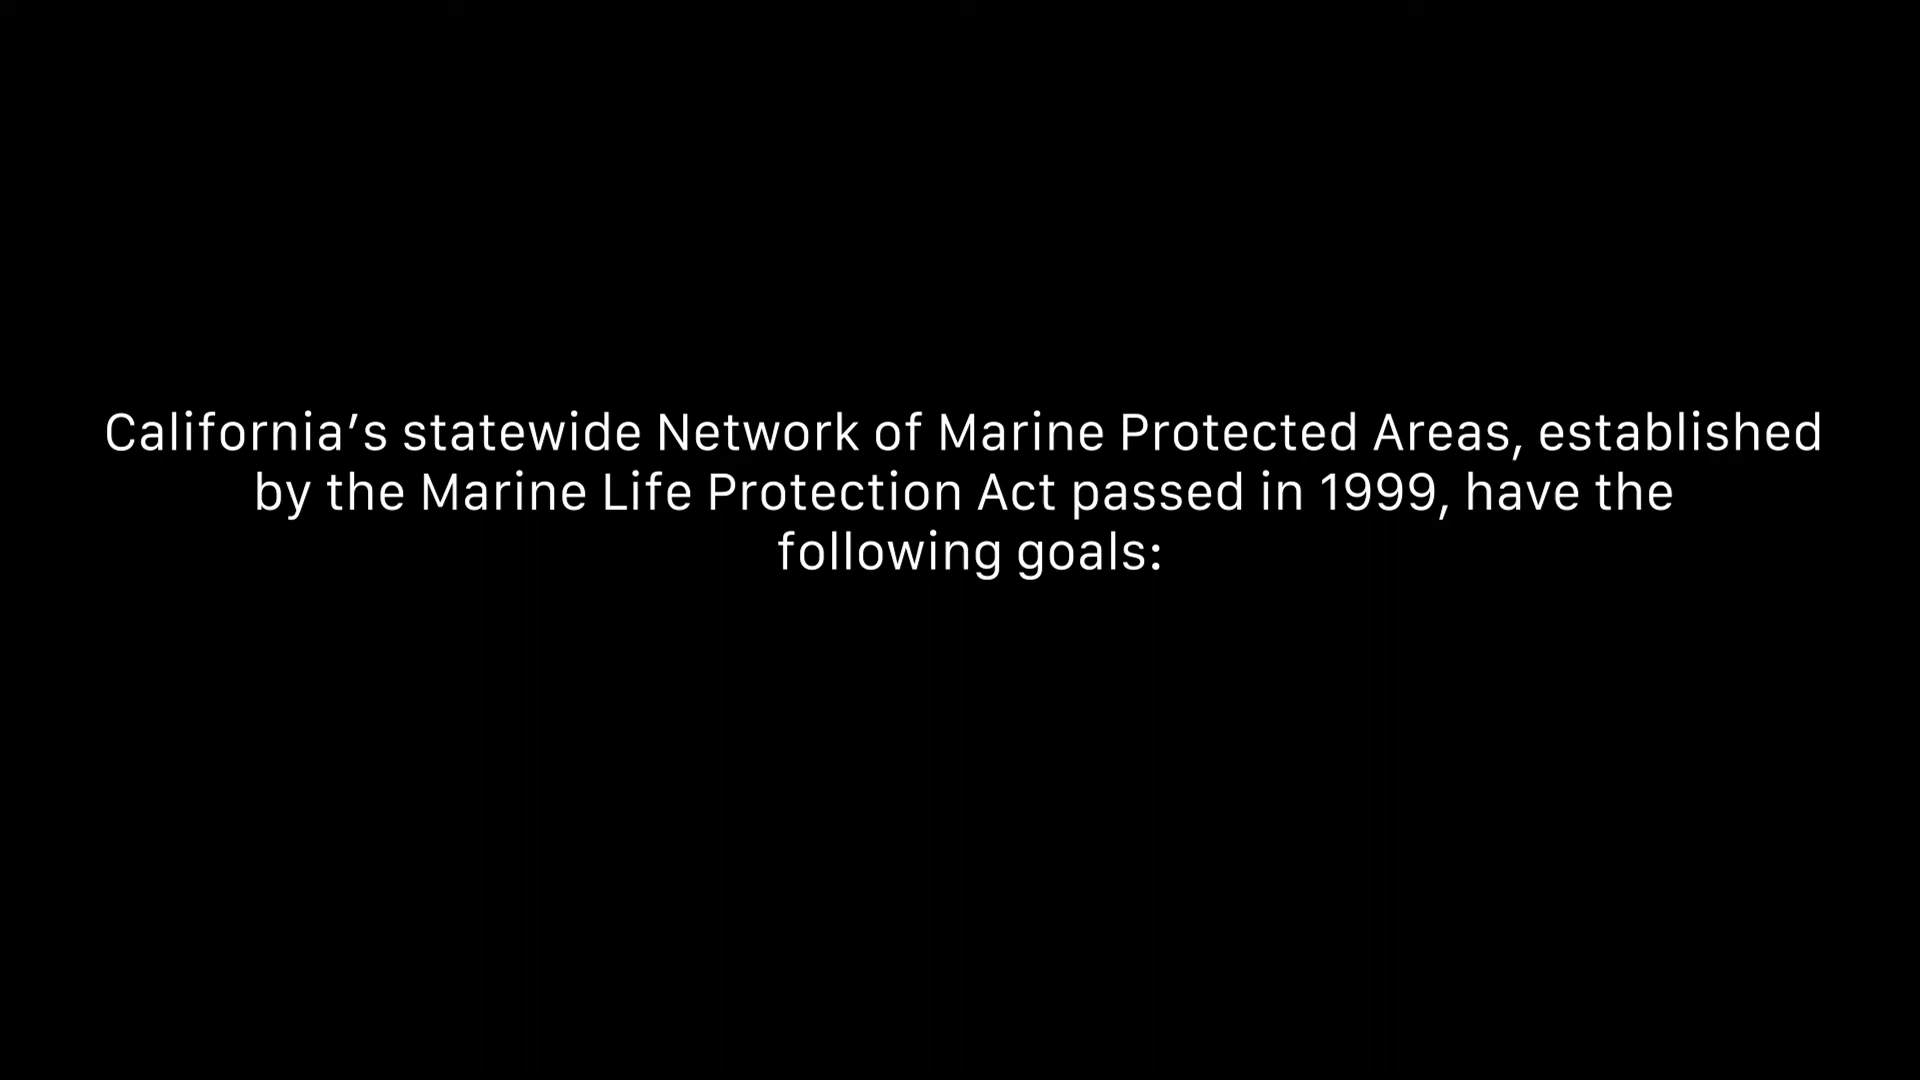 California’s statewide Network of Marine Protected Areas, established
by the Marine Life Protection Act passed in 1999, have the
following goals: